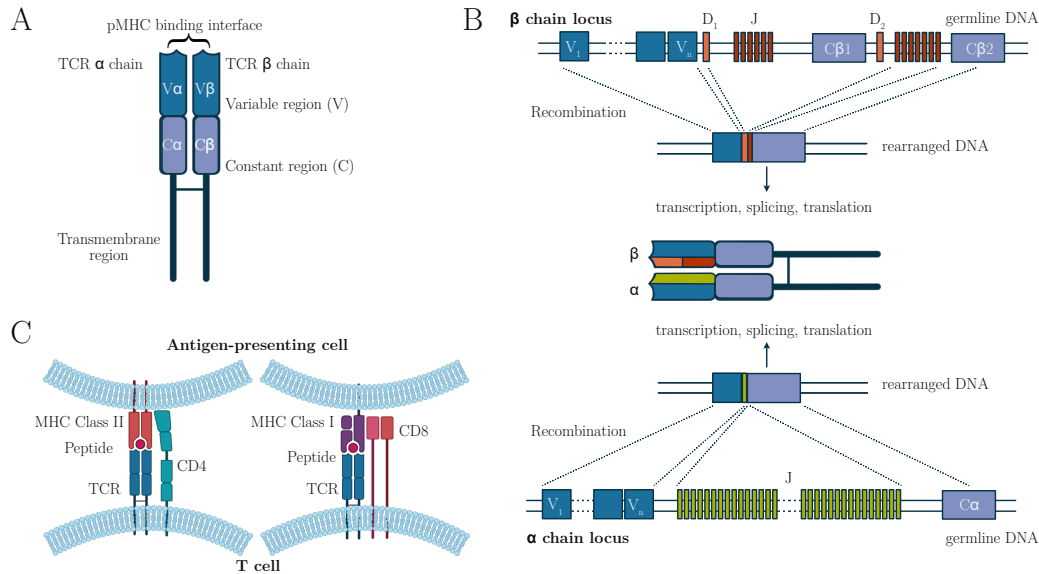 A
pMHC binding interface
TCR α chain
TCR β chain
Vα
Vβ
Variable region (V)
Cα
Cβ
Constant region (C)
Transmembrane
region
B
β chain locus
D1
J
D2
germline DNA
V1
Vn
Cβ1
Cβ2
Recombination
rearranged DNA
transcription, splicing, translation
β
α
transcription, splicing, translation
rearranged DNA
Recombination
J
V1
Vn
Cα
α chain locus
germline DNA
C
Antigen-presenting cell
MHC Class II
Peptide
CD4
TCR
MHC Class I
CD8
Peptide
TCR
T cell